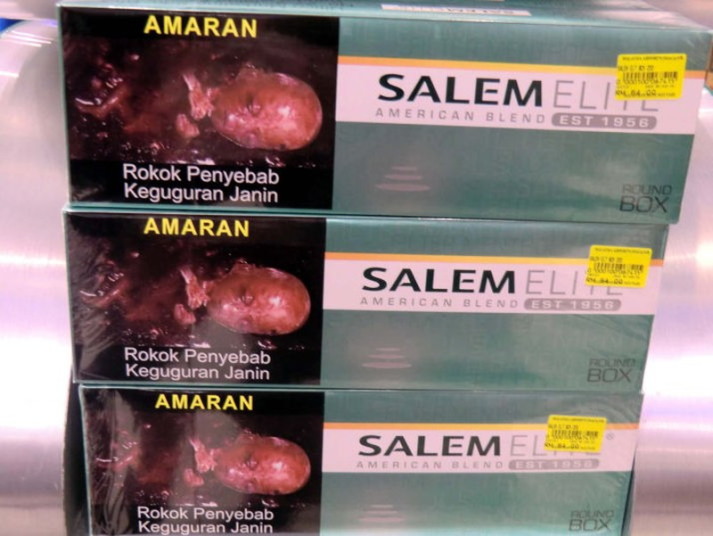 AMARAN
Rokok Penyebab
Keguguran Janin
SALEM ELITE
AMERICAN BLEND EST 1956
ROUND
BOX
AMARAN
Rokok Penyebab
Keguguran Janin
SALEM ELITE
AMERICAN BLEND EST 1956
ROUND
BOX
AMARAN
Rokok Penyebab
Keguguran Janin
SALEM ELITE
AMERICAN BLEND EST 1956
ROUND
BOX